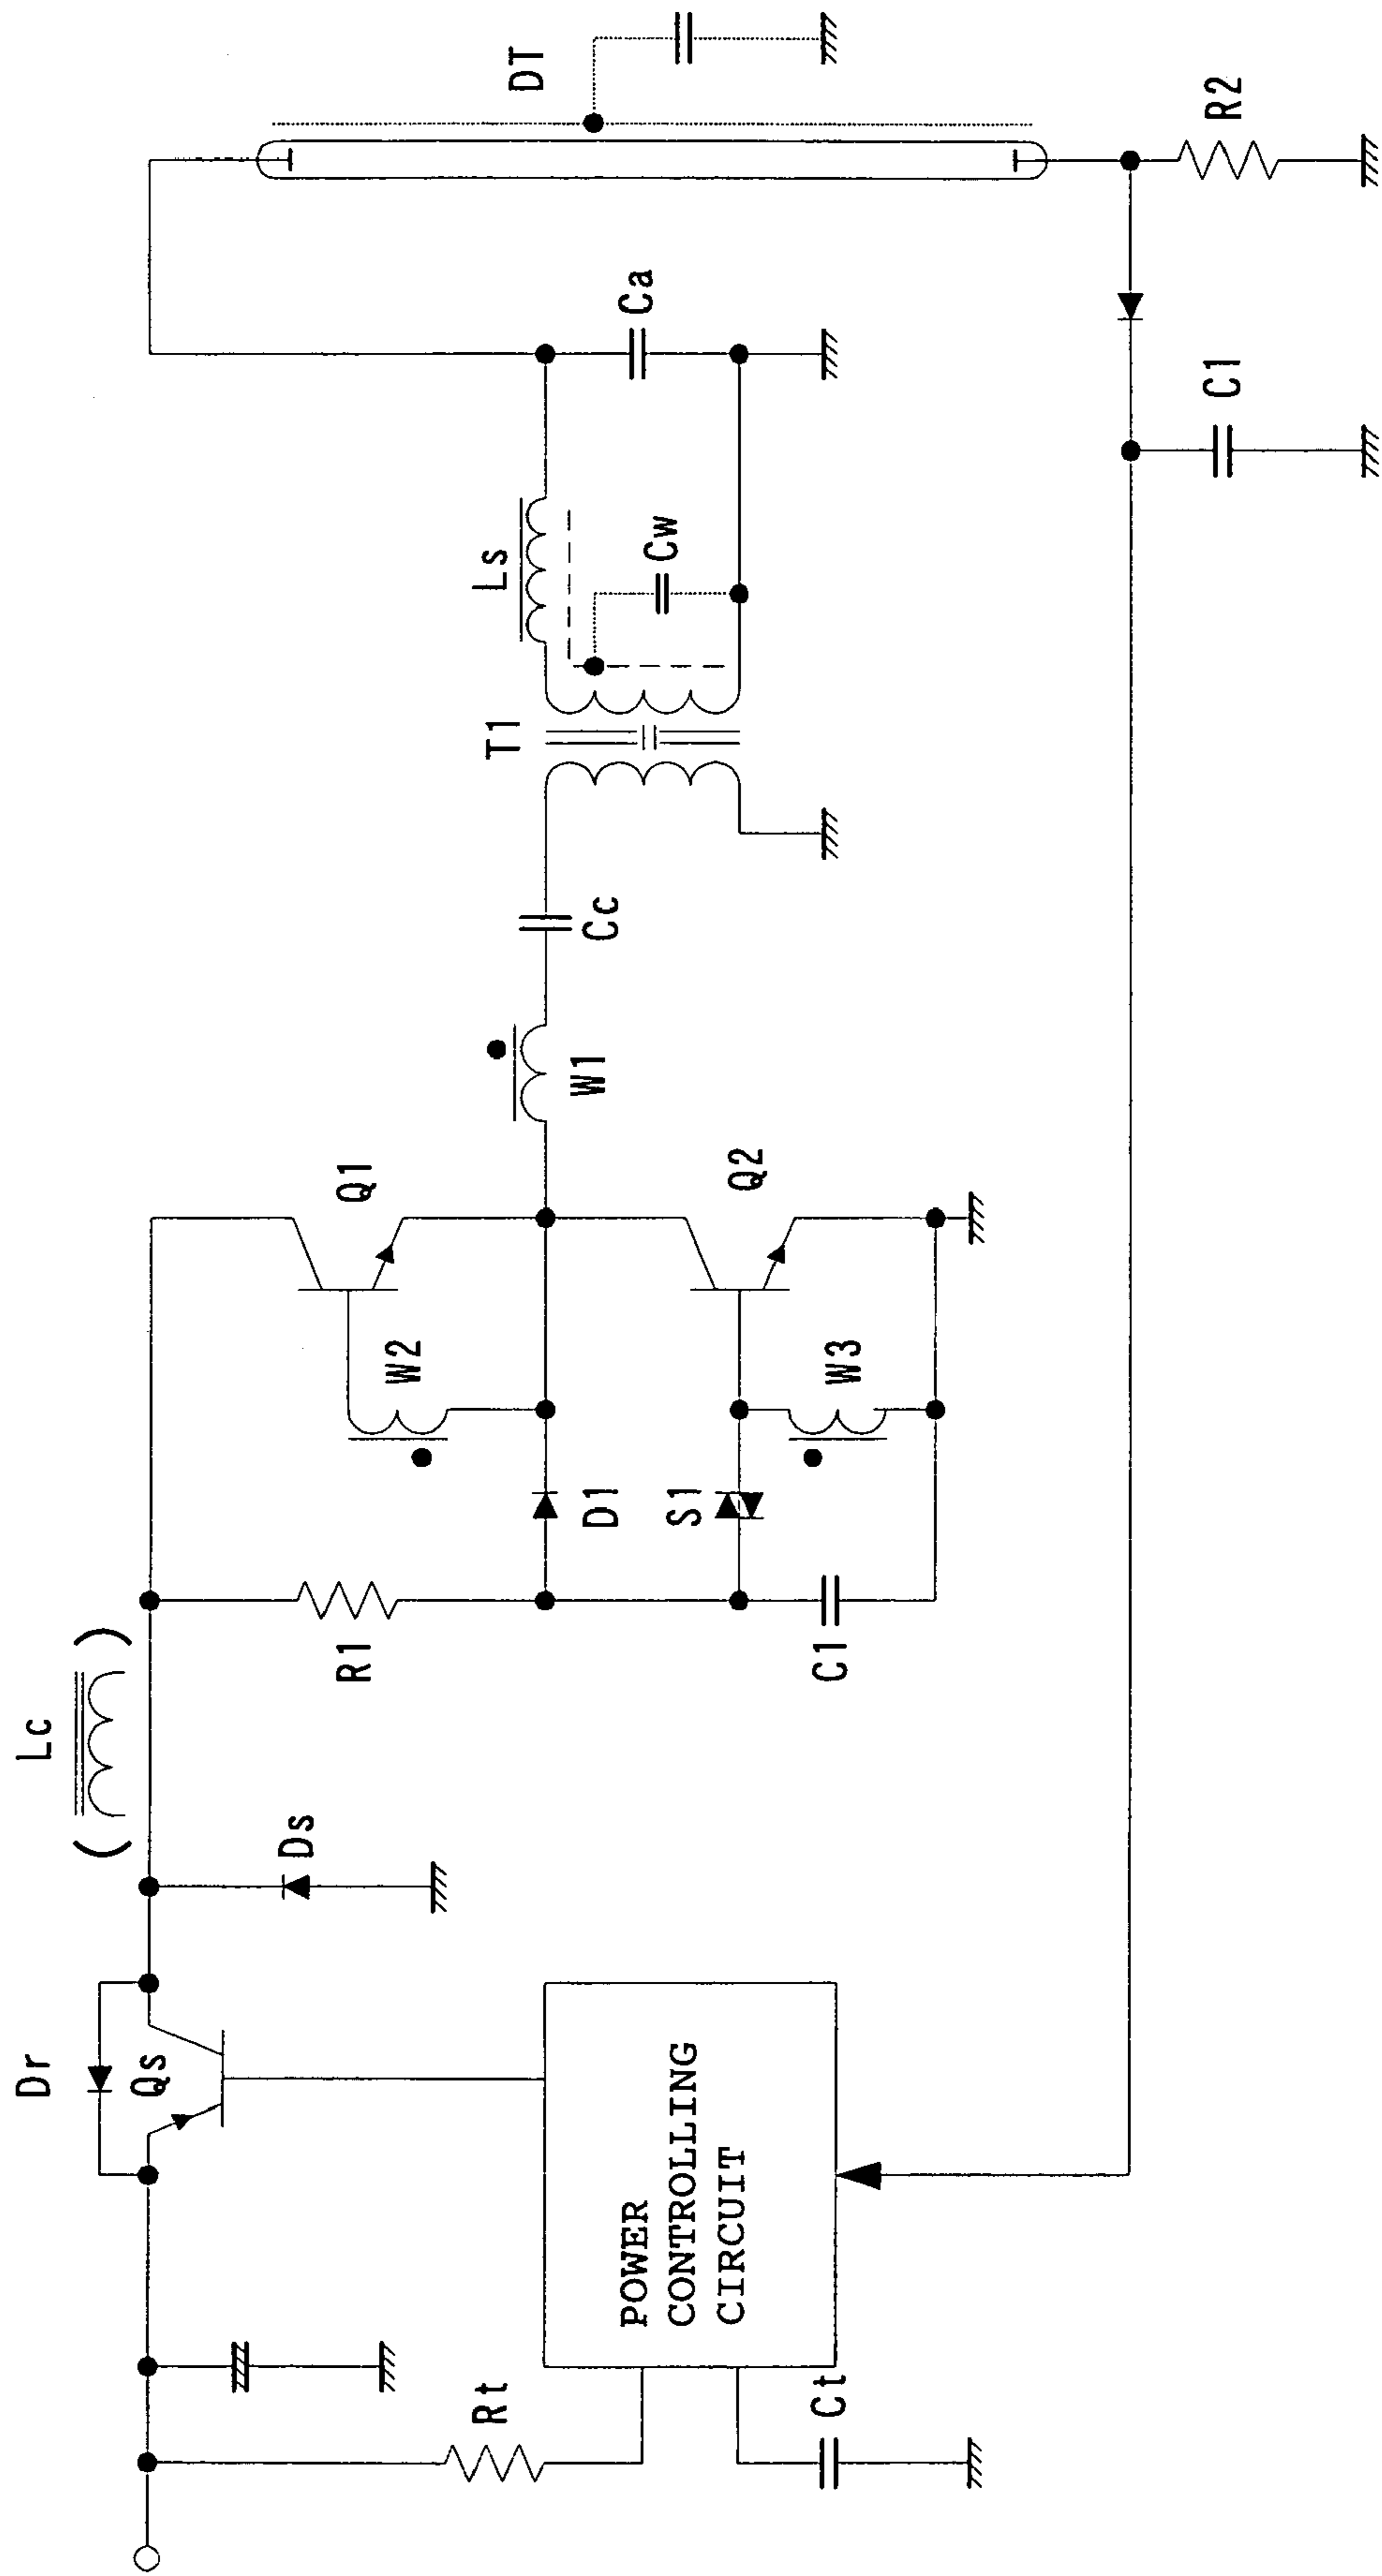 Dr
Qs
Lc
Ds
R1
D1
S1
C1
W2
W3
Q1
Q2
W1
Cc
T1
Ls
Cw
Ca
DT
R2
C1
Rt
Ct
POWER
CONTROLLING
CIRCUIT